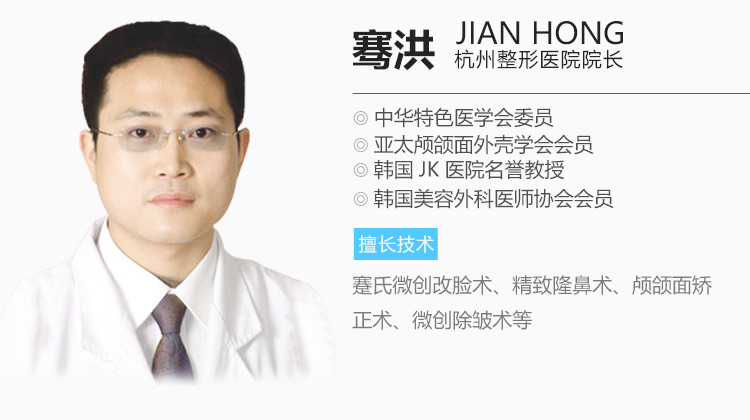 骞洪
JIAN HONG
杭州整形医院院长
◎ 中华特色医学会委员
◎ 亚太颅颌面外壳学会会员
◎ 韩国 JK 医院名誉教授
◎ 韩国美容外科医师协会会员
擅长技术
蹇氏微创改脸术、精致隆鼻术、颅颌面矫
正术、微创除皱术等